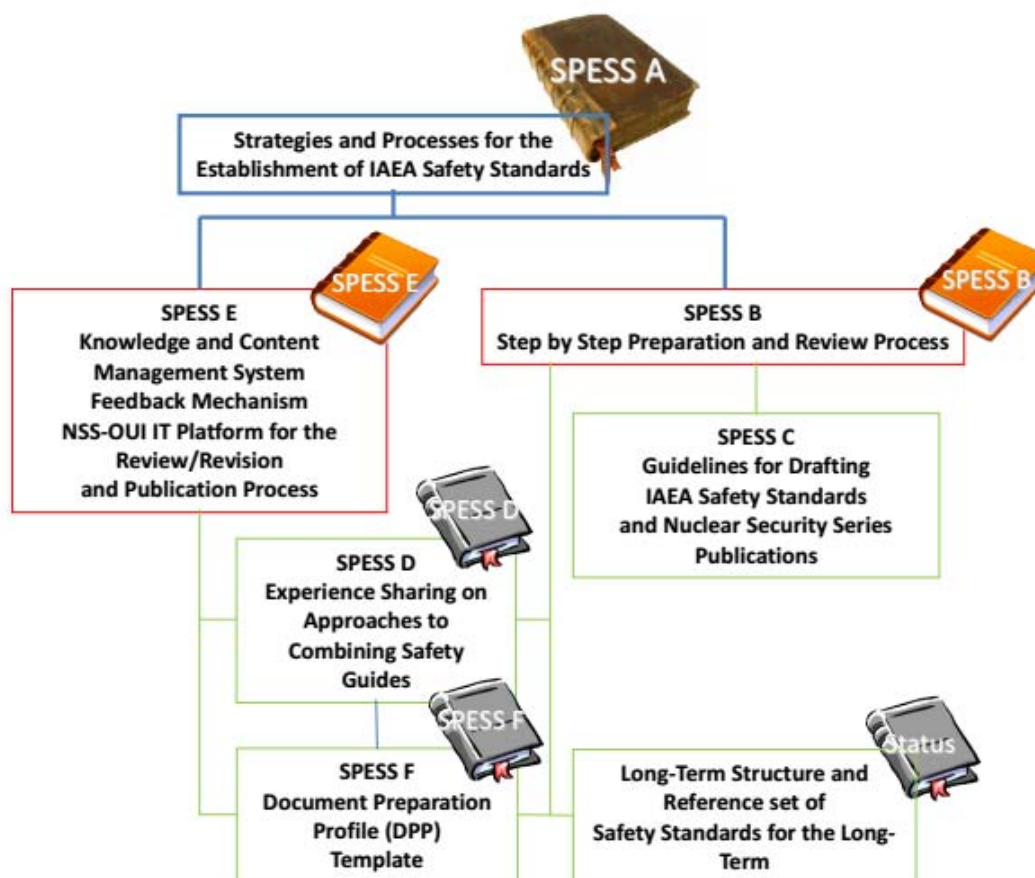 SPESS A
Strategies and Processes for the
Establishment of IAEA Safety Standards
SPESS E
SPESS E
Knowledge and Content
Management System
Feedback Mechanism
NSS-OUI IT Platform for the
Review/Revision
and Publication Process
SPESS B
SPESS B
Step by Step Preparation and Review Process
SPESS C
Guidelines for Drafting
IAEA Safety Standards
and Nuclear Security Series
Publications
SPESS D
SPESS D
Experience Sharing on
Approaches to
Combining Safety
Guides
SPESS F
SPESS F
Document Preparation
Profile (DPP)
Template
Status
Long-Term Structure and
Reference set of
Safety Standards for the Long-
Term